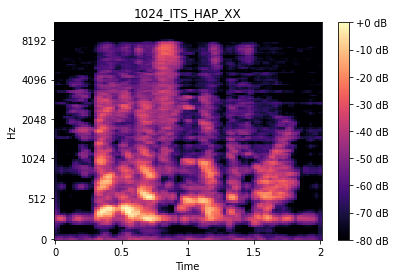 1024_ITS_HAP_XX
+0 dB
8192
-10 dB
4096
-20 dB
-30 dB
2048
Hz
-40 dB
1024
-50 dB
512
-60 dB
-70 dB
0
-80 dB
0 0.5 1 1.5 2
Time